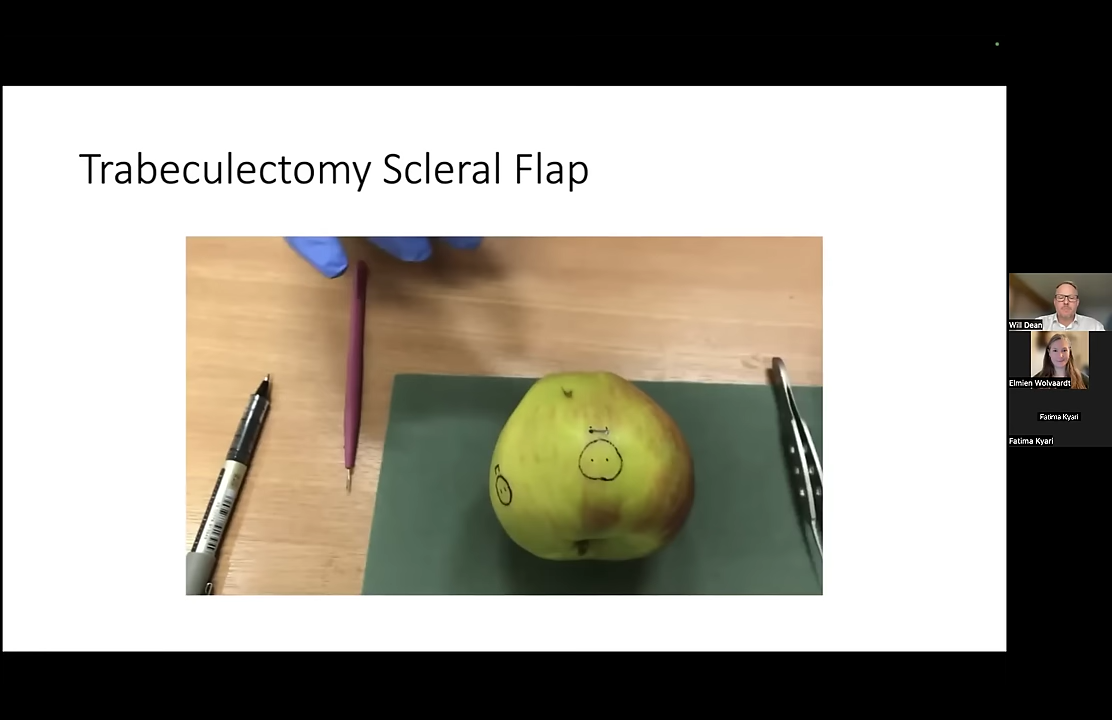 Trabeculectomy Scleral Flap
Will Dean
Elmien Wolvaardt
Fatima Kyari
Fatima Kyari